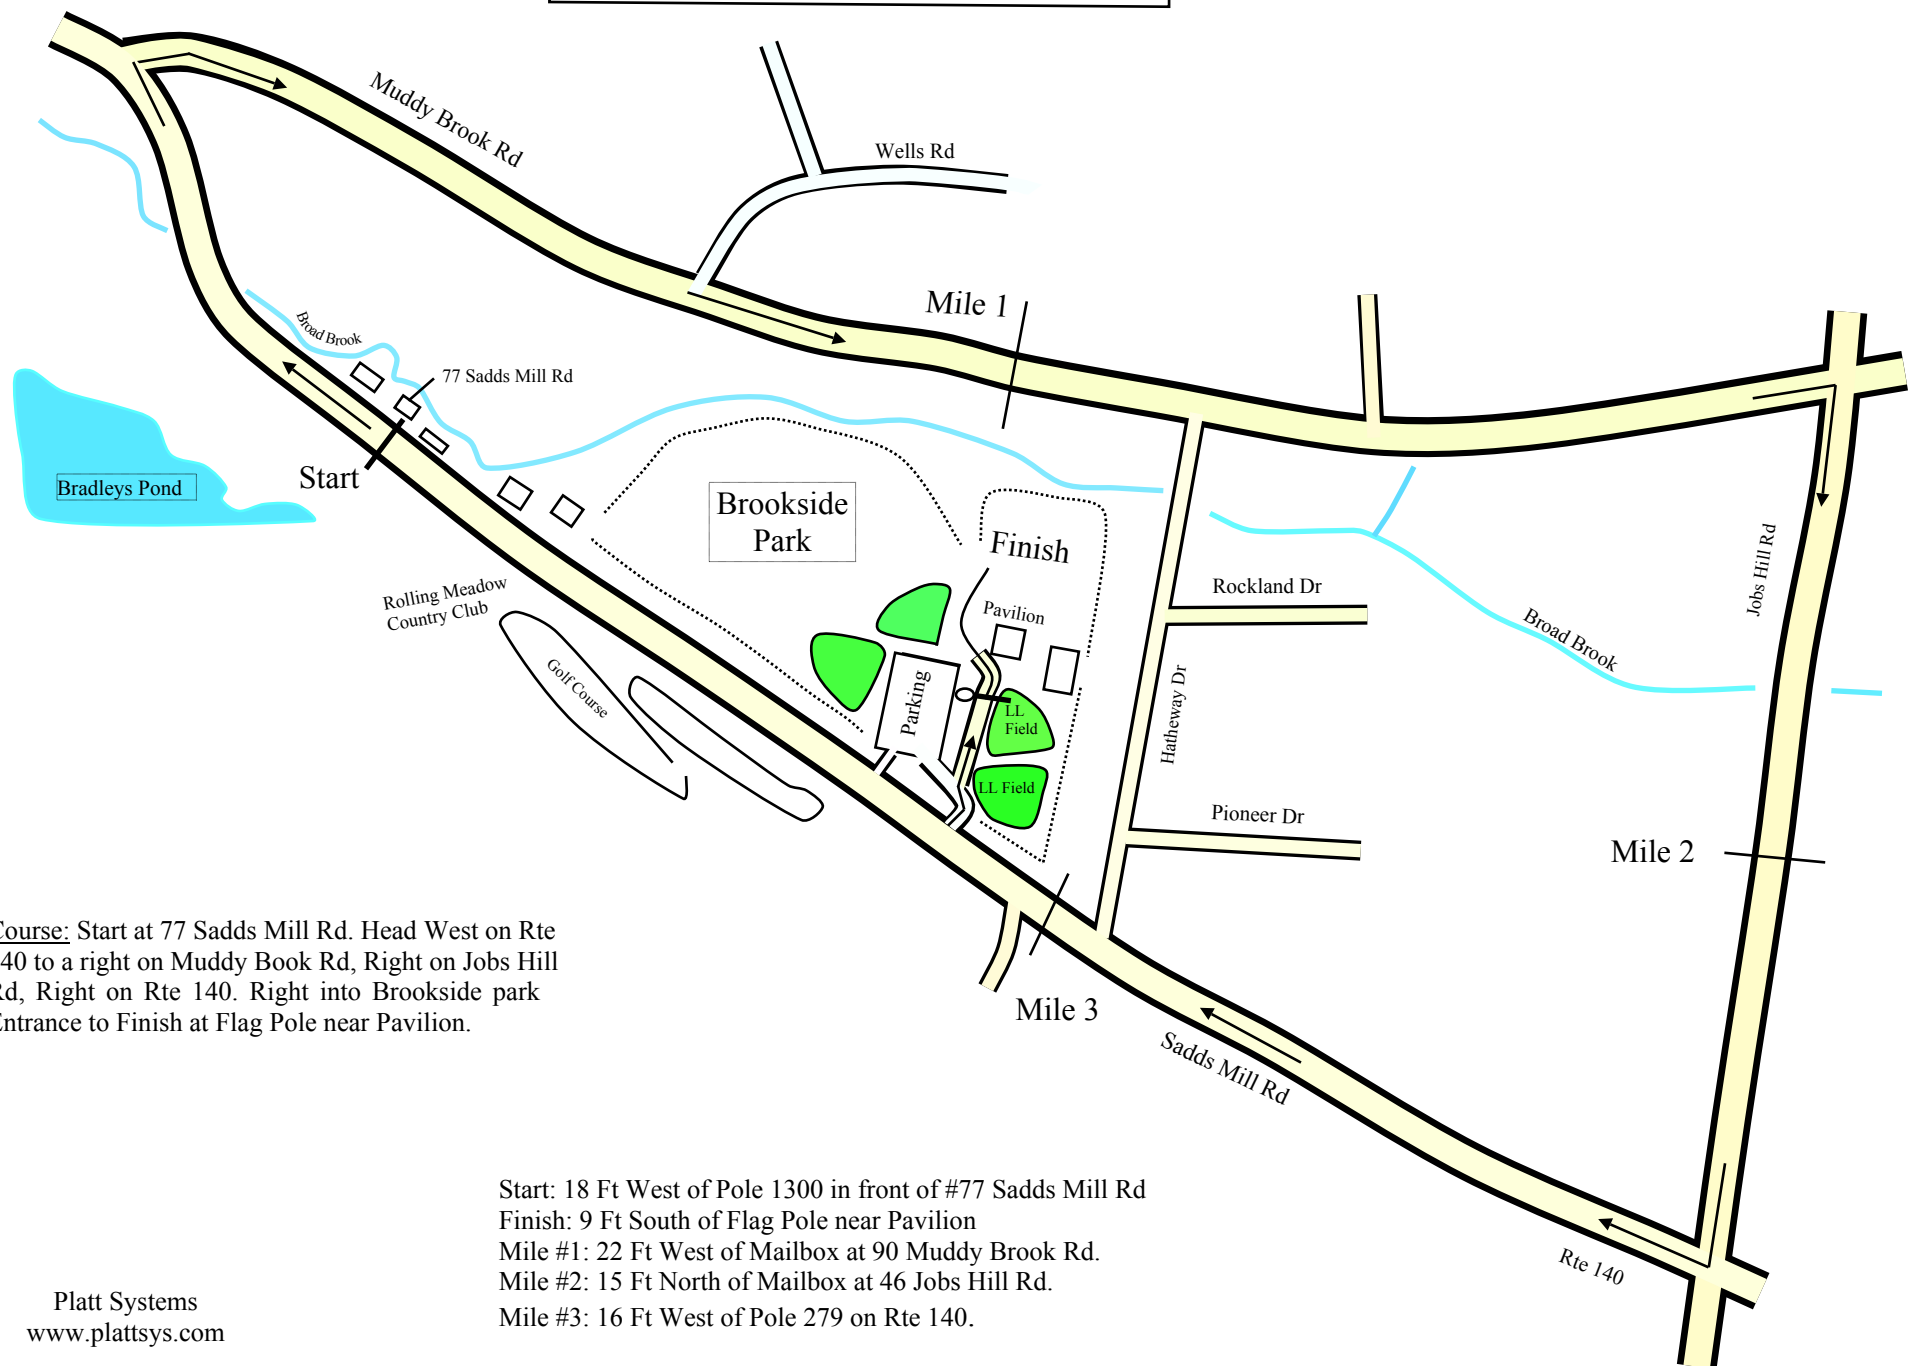 Muddy Brook Rd
Wells Rd
Mile 1
Broad Brook
77 Sadds Mill Rd
Start
Bradleys Pond
Brookside
Park
Finish
Rolling Meadow
Country Club
Golf Course
Pavilion
Parking
LL
Field
LL Field
Rockland Dr
Hatheway Dr
Pioneer Dr
Broad Brook
Jobs Hill Rd
Mile 2
Mile 3
Sadds Mill Rd
Rte 140
Course: Start at 77 Sadds Mill Rd. Head West on Rte
40 to a right on Muddy Book Rd, Right on Jobs Hill
Rd, Right on Rte 140. Right into Brookside park
Entrance to Finish at Flag Pole near Pavilion.
Start: 18 Ft West of Pole 1300 in front of #77 Sadds Mill Rd
Finish: 9 Ft South of Flag Pole near Pavilion
Mile #1: 22 Ft West of Mailbox at 90 Muddy Brook Rd.
Mile #2: 15 Ft North of Mailbox at 46 Jobs Hill Rd.
Mile #3: 16 Ft West of Pole 279 on Rte 140.
Platt Systems
www.plattsys.com